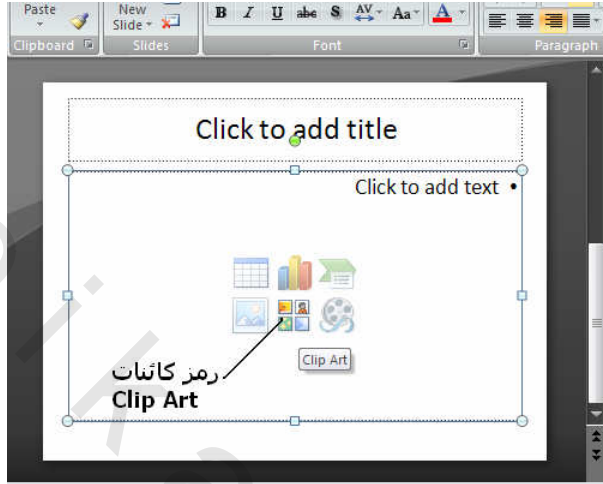 Paste
New
Slide
B I U abc S AV Aa A
Clipboard
Slides
Font
Paragraph
Click to add title
Click to add text •
Clip Art
رمز كائنات
Clip Art